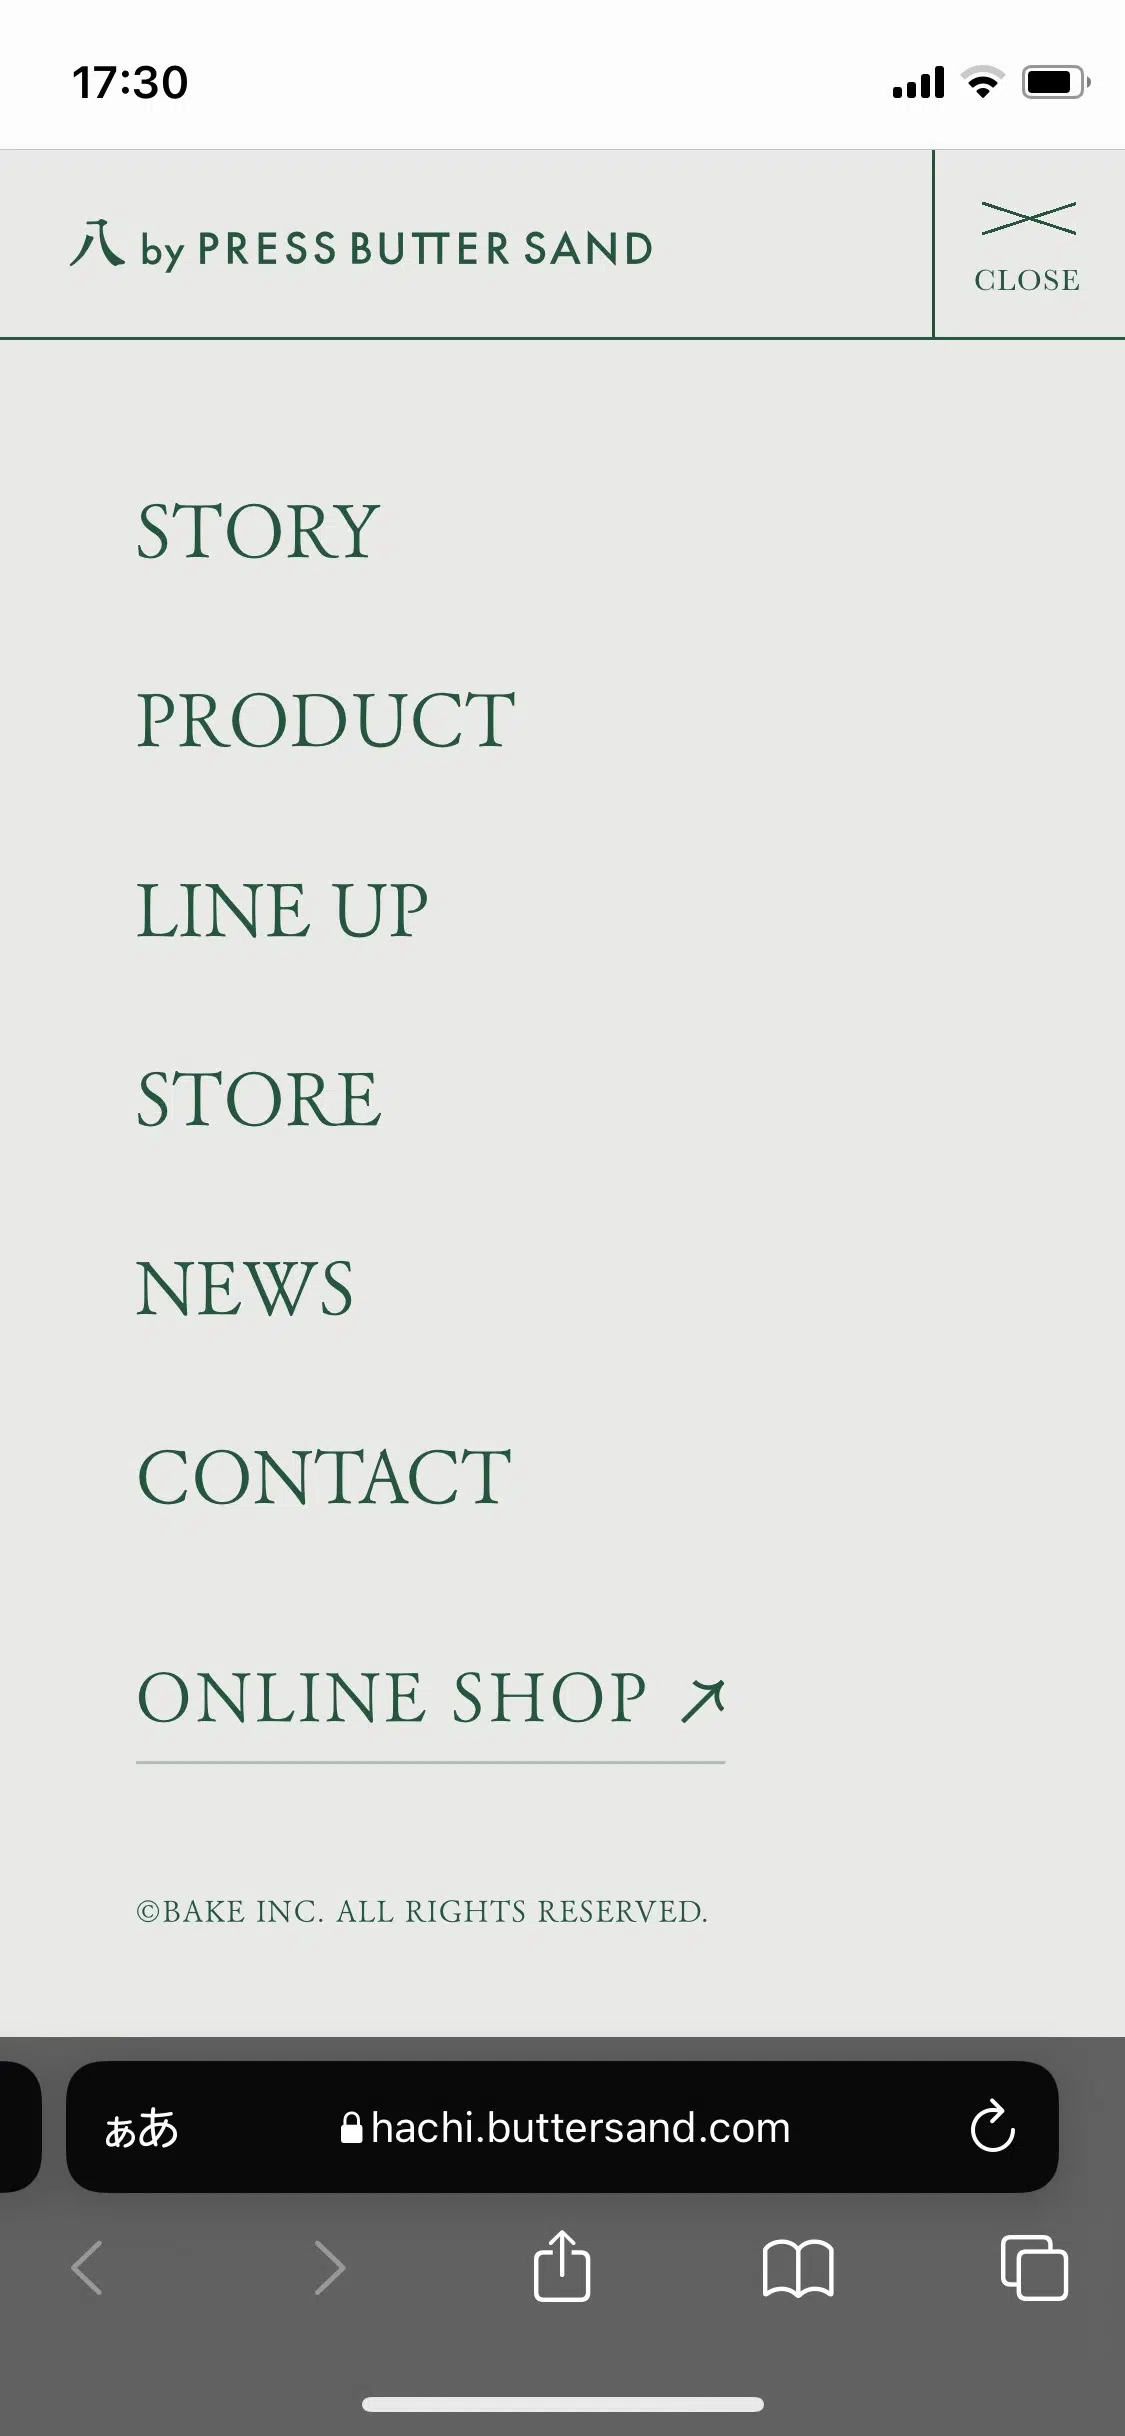 17:30
八 by PRESS BUTTER SAND
CLOSE
STORY
PRODUCT
LINE UP
STORE
NEWS
CONTACT
ONLINE SHOP ↗
©BAKE INC. ALL RIGHTS RESERVED.
ぁあ hachi.buttersand.com